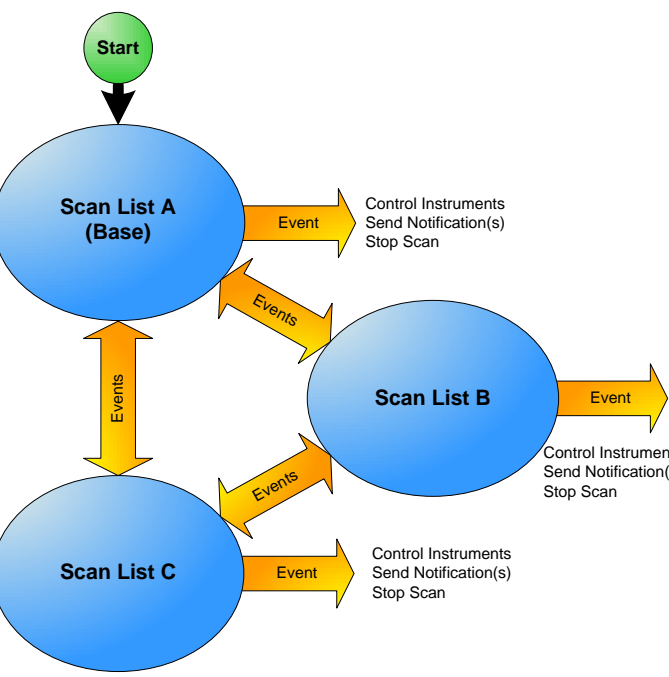 Start
Scan List A
(Base)
Event
Control Instruments
Send Notification(s)
Stop Scan
Events
Events
Scan List B
Event
Control
Send
Stop Scan
Events
Scan List C
Event
Control Instruments
Send Notification(s)
Stop Scan